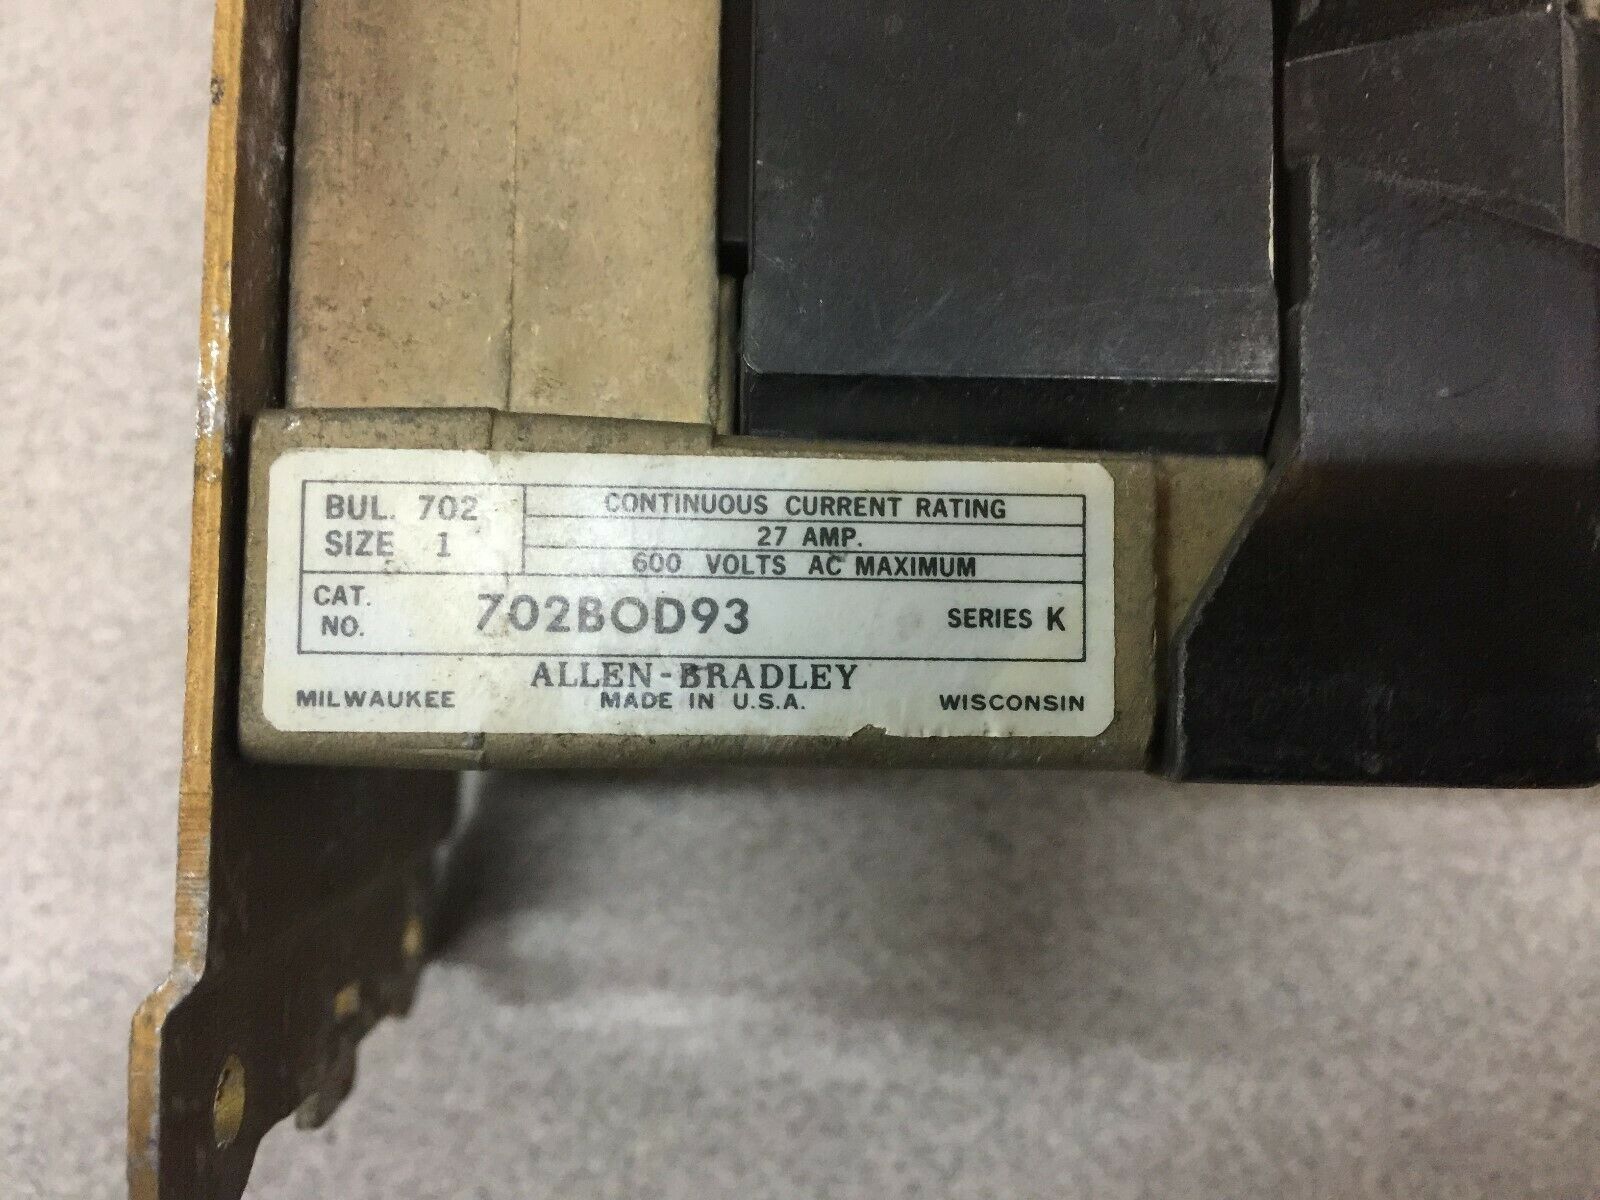 BUL. 702
SIZE 1
CONTINUOUS CURRENT RATING
27 AMP.
600 VOLTS AC MAXIMUM
CAT. NO. 702BOD93 SERIES K
ALLEN-BRADLEY
MILWAUKEE MADE IN U.S.A. WISCONSIN